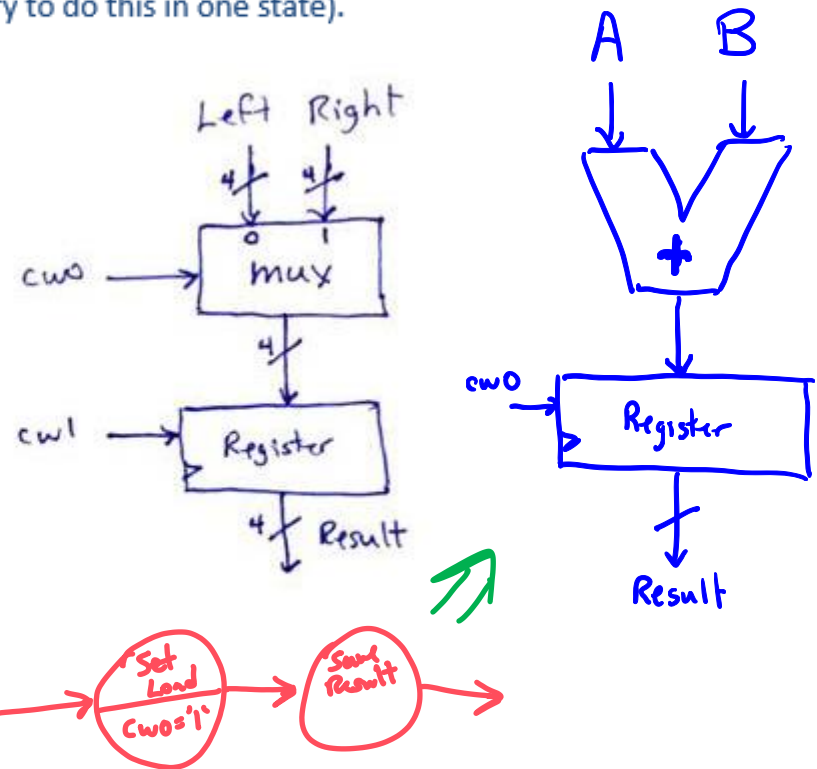 ry to do this in one state).
Left Right
4 4
0 1
cw0 mux
4
cw1 Register
4 Result
A B
+
cw0 Register
Result
Set
Load
cw0='1'
Save
Result